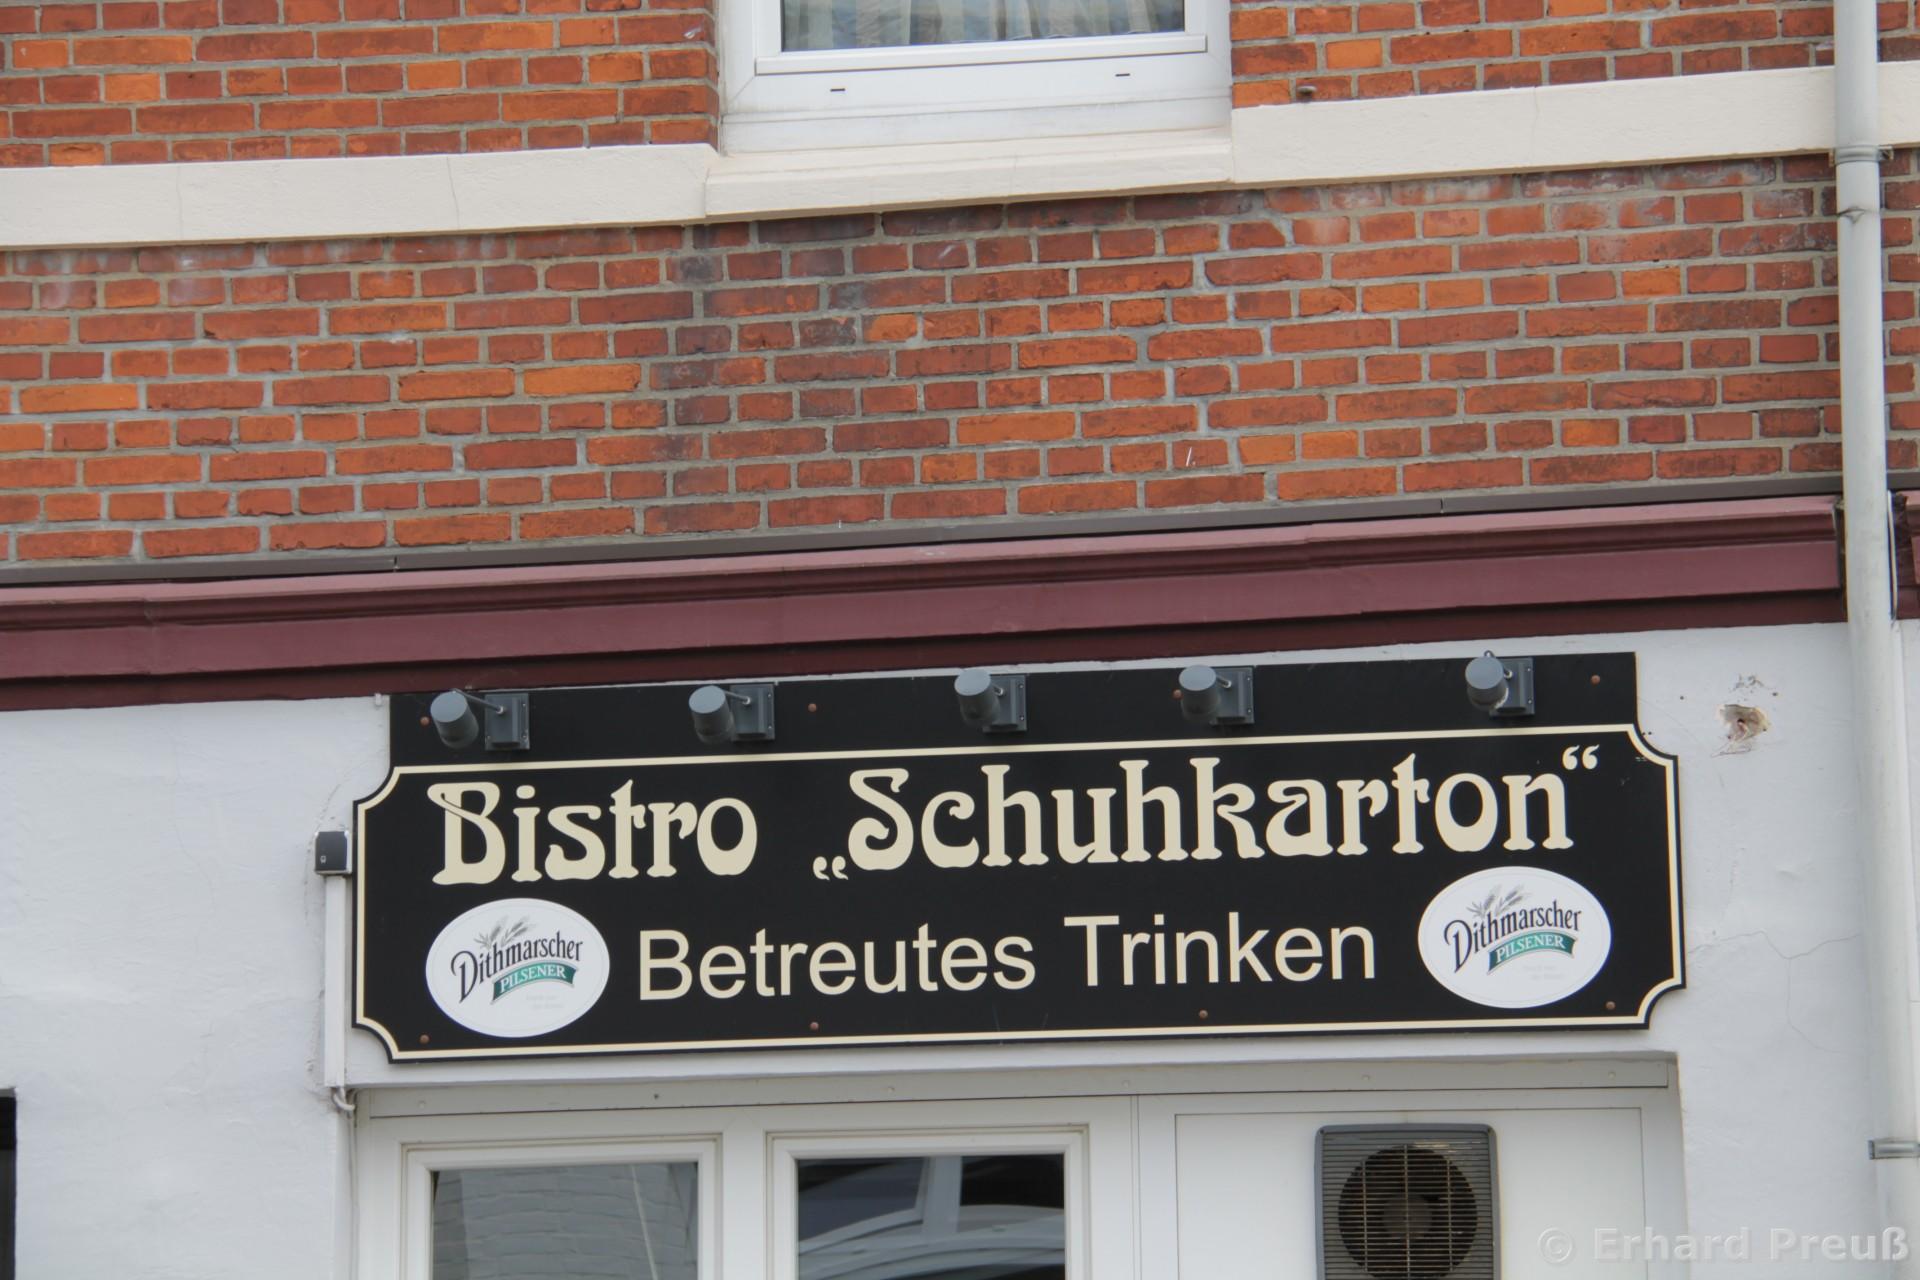 Bistro „Schuhkarton“
Dithmarscher
PILSENER
Betreutes Trinken
Dithmarscher
PILSENER
© Erhard Preuß